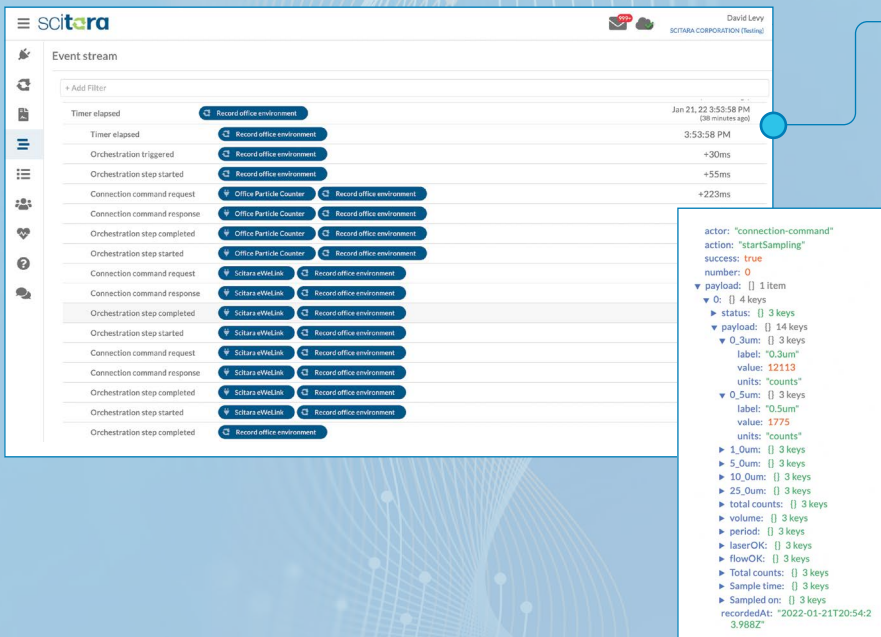 scitara
999+
David Levy
SCITARA CORPORATION (Testing)
Event stream
+ Add Filter
Timer elapsed Record office environment Jan 21, 22 3:53:58 PM
(38 minutes ago)
Timer elapsed Record office environment 3:53:58 PM
Orchestration triggered Record office environment +30ms
Orchestration step started Record office environment +55ms
Connection command request Office Particle Counter Record office environment +223ms
Connection command response Office Particle Counter Record office environment
Orchestration step completed Office Particle Counter Record office environment
Orchestration step started Office Particle Counter Record office environment
Connection command request Scitara eWeLink Record office environment
Connection command response Scitara eWeLink Record office environment
Orchestration step completed Scitara eWeLink Record office environment
Orchestration step started Scitara eWeLink Record office environment
Connection command request Scitara eWeLink Record office environment
Connection command response Scitara eWeLink Record office environment
Orchestration step completed Scitara eWeLink Record office environment
Orchestration step started Scitara eWeLink Record office environment
Orchestration step completed Record office environment
actor: "connection-command"
action: "startSampling"
success: true
number: 0
payload: [] 1 item
0: {} 4 keys
status: {} 3 keys
payload: {} 14 keys
0_3um: {} 3 keys
label: "0.3um"
value: 12113
units: "counts"
0_5um: {} 3 keys
label: "0.5um"
value: 1775
units: "counts"
1_0um: {} 3 keys
5_0um: {} 3 keys
10_0um: {} 3 keys
25_0um: {} 3 keys
total counts: {} 3 keys
volume: {} 3 keys
period: {} 3 keys
laserOK: {} 3 keys
flowOK: {} 3 keys
Total counts: {} 3 keys
Sample time: {} 3 keys
Sampled on: {} 3 keys
recordedAt: "2022-01-21T20:54:2
3.988Z"